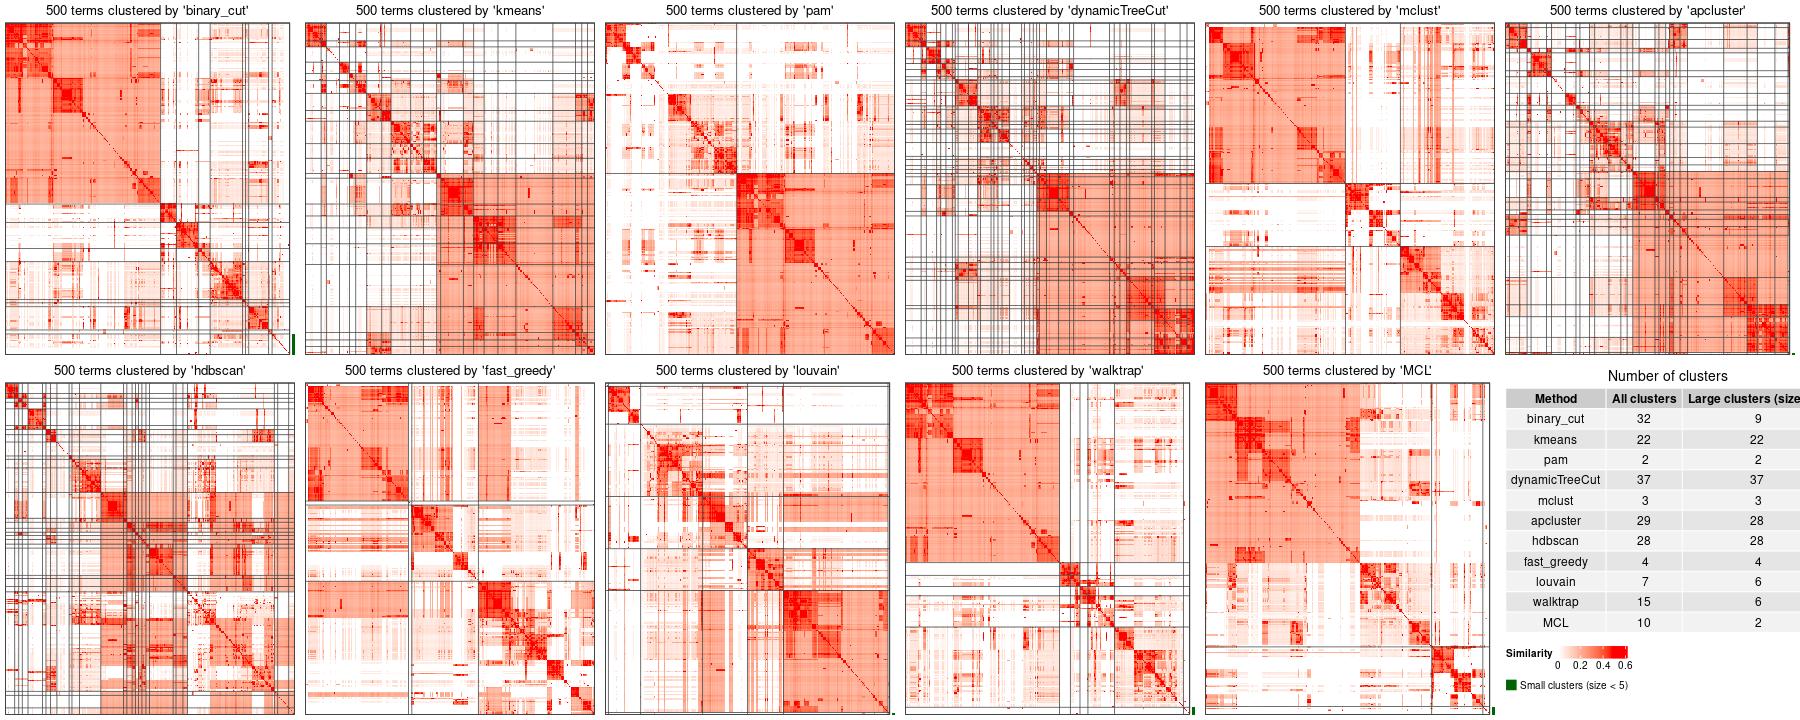 500 terms clustered by 'binary_cut'
500 terms clustered by 'kmeans'
500 terms clustered by 'pam'
500 terms clustered by 'dynamicTreeCut'
500 terms clustered by 'mclust'
500 terms clustered by 'apcluster'
500 terms clustered by 'hdbscan'
500 terms clustered by 'fast_greedy'
500 terms clustered by 'louvain'
500 terms clustered by 'walktrap'
500 terms clustered by 'MCL'
Number of clusters
Method All clusters Large clusters (size
binary_cut 32 9
kmeans 22 22
pam 2 2
dynamicTreeCut 37 37
mclust 3 3
apcluster 29 28
hdbscan 28 28
fast_greedy 4 4
louvain 7 6
walktrap 15 6
MCL 10 2
Similarity
0 0.2 0.4 0.6
Small clusters (size < 5)